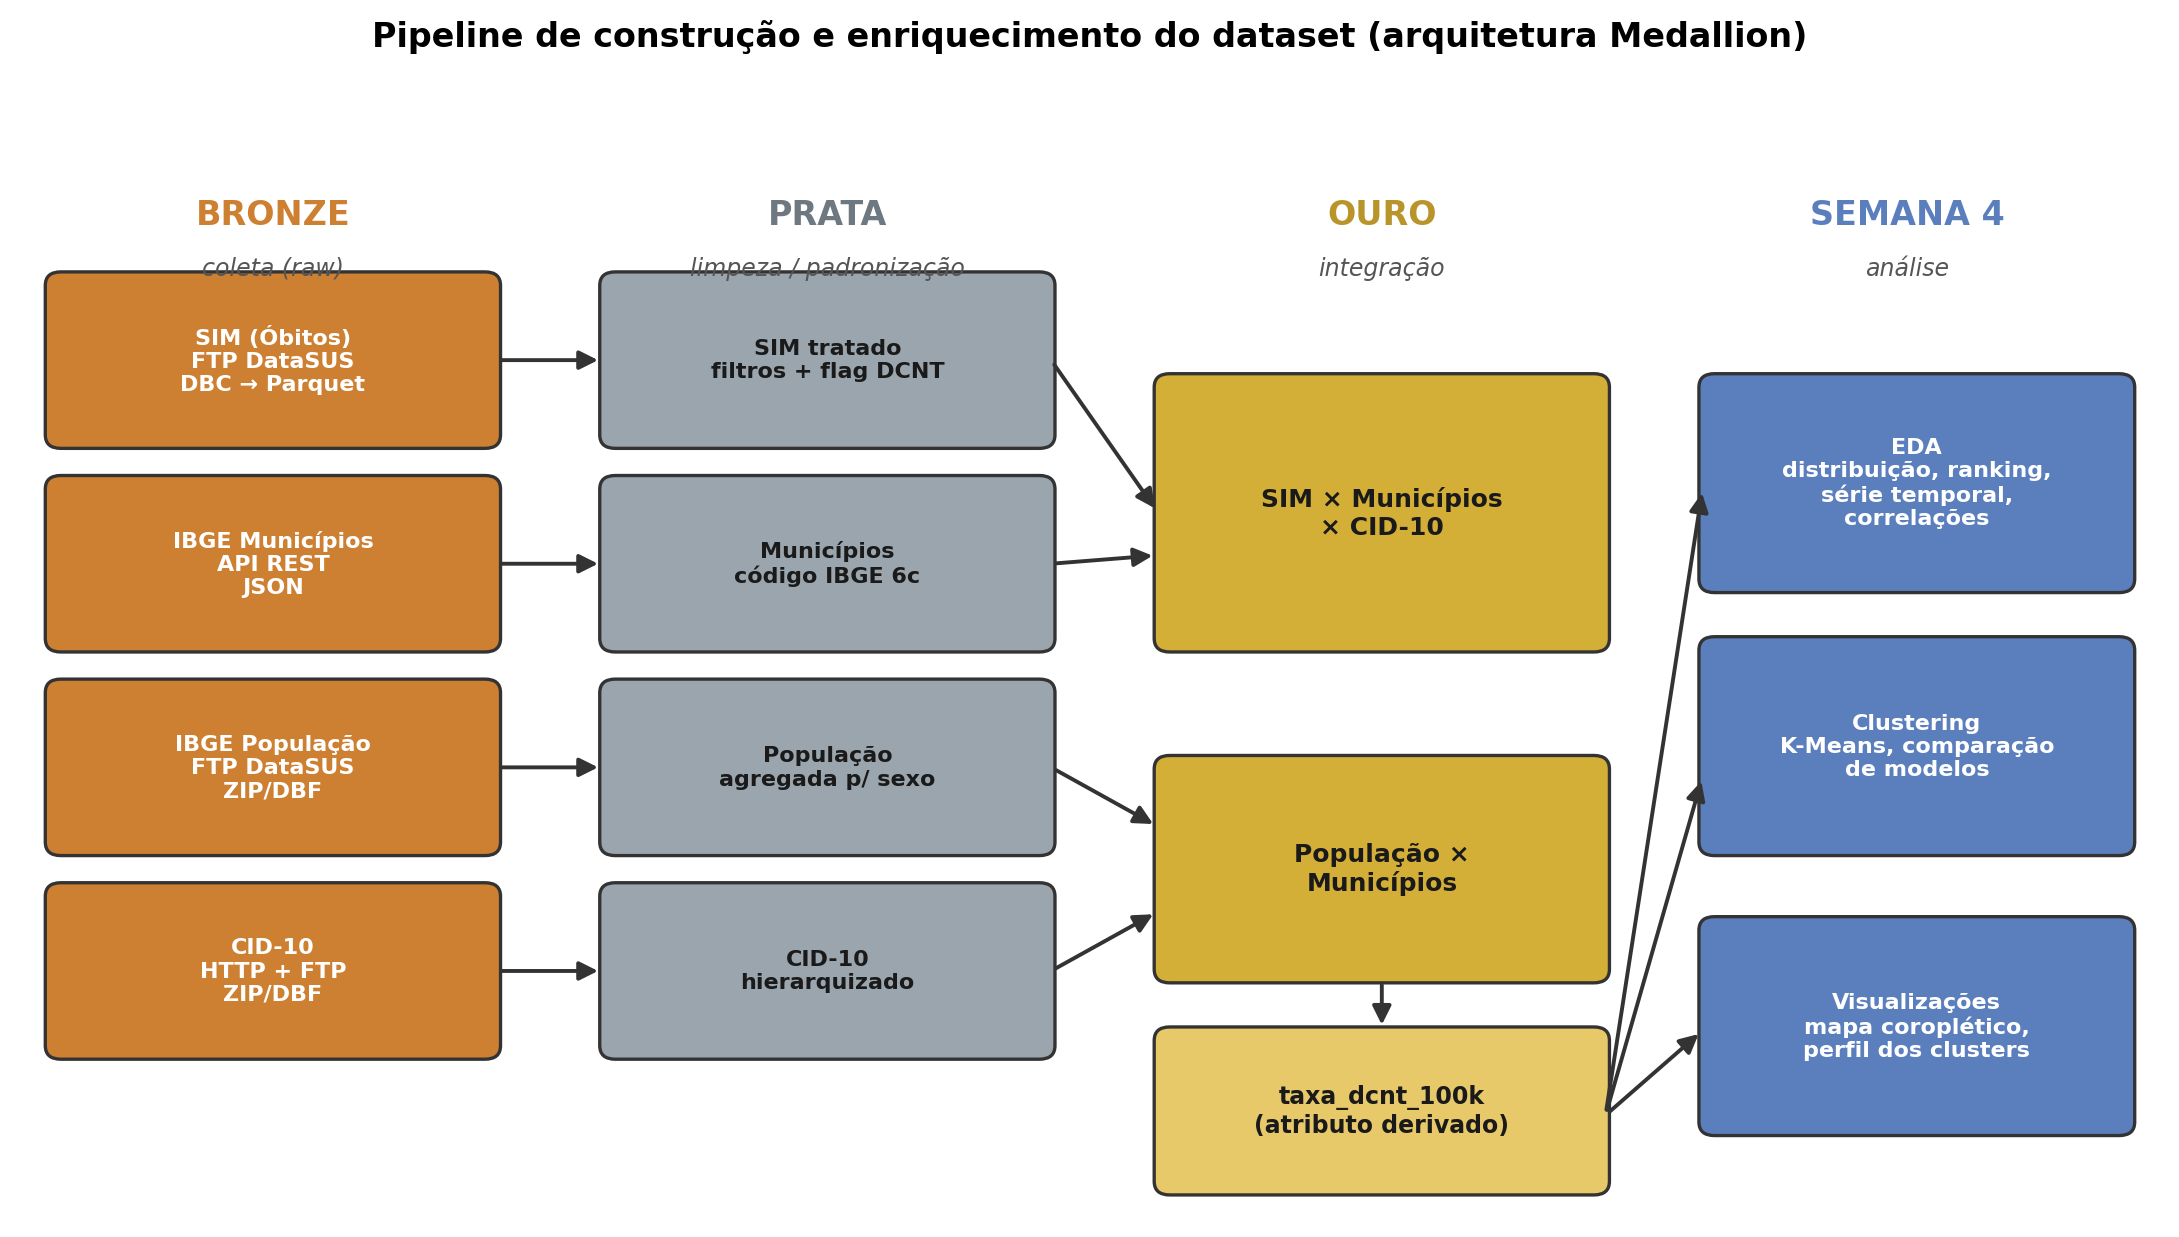 Pipeline de construção e enriquecimento do dataset (arquitetura Medallion)
BRONZE
coleta (raw)
SIM (Óbitos)
FTP DataSUS
DBC → Parquet
IBGE Municípios
API REST
JSON
IBGE População
FTP DataSUS
ZIP/DBF
CID-10
HTTP + FTP
ZIP/DBF
PRATA
limpeza / padronização
SIM tratado
filtros + flag DCNT
Municípios
código IBGE 6c
População
agregada p/ sexo
CID-10
hierarquizado
OURO
integração
SIM × Municípios
× CID-10
População ×
Municípios
taxa_dcnt_100k
(atributo derivado)
SEMANA 4
análise
EDA
distribuição, ranking,
série temporal,
correlações
Clustering
K-Means, comparação
de modelos
Visualizações
mapa coroplético,
perfil dos clusters